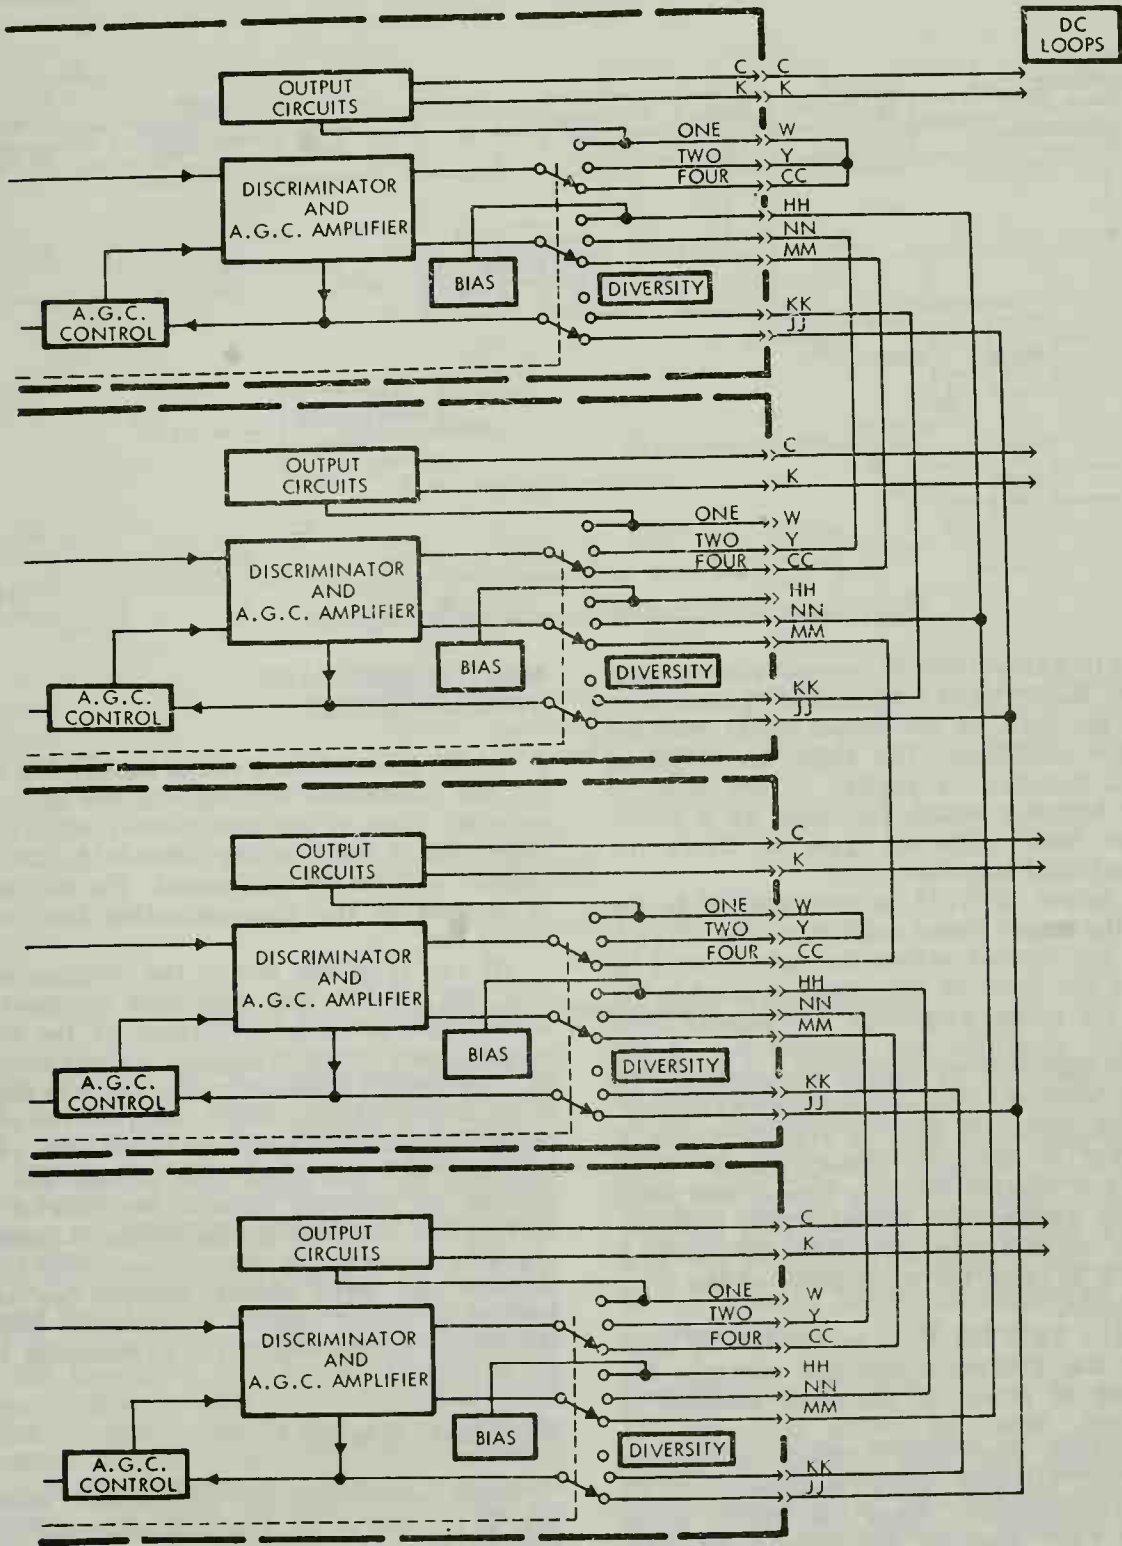 DC
LOOPS
OUTPUT
CIRCUITS
C C
K K
ONE W
TWO Y
FOUR CC
DISCRIMINATOR
AND
A.G.C. AMPLIFIER
HH
NN
MM
BIAS
DIVERSITY
A.G.C.
CONTROL
KK
JJ
OUTPUT
CIRCUITS
C
K
ONE W
TWO Y
FOUR CC
DISCRIMINATOR
AND
A.G.C. AMPLIFIER
HH
NN
MM
BIAS
DIVERSITY
A.G.C.
CONTROL
KK
JJ
OUTPUT
CIRCUITS
C
K
ONE W
TWO Y
FOUR CC
DISCRIMINATOR
AND
A.G.C. AMPLIFIER
HH
NN
MM
BIAS
DIVERSITY
A.G.C.
CONTROL
KK
JJ
OUTPUT
CIRCUITS
C
K
ONE W
TWO Y
FOUR CC
DISCRIMINATOR
AND
A.G.C. AMPLIFIER
HH
NN
MM
BIAS
DIVERSITY
A.G.C.
CONTROL
KK
JJ